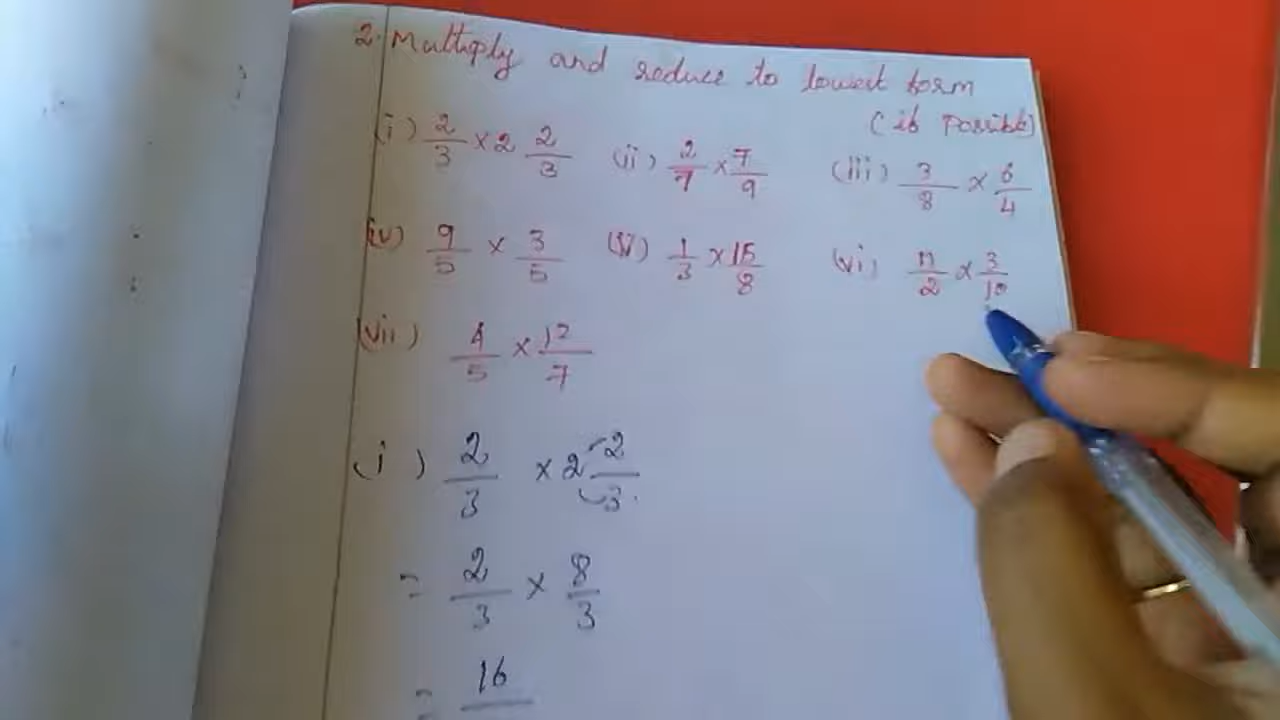 2. Multiply and reduce to lowest form
(if possible)
(i) 2/3 × 2 2/3 (ii) 2/7 × 7/9 (iii) 3/8 × 6/4
(iv) 9/5 × 3/5 (v) 1/3 × 15/8 (vi) 11/2 × 3/10
(vii) 4/5 × 12/7
(i) 2/3 × 2 2/3
= 2/3 × 8/3
= 16